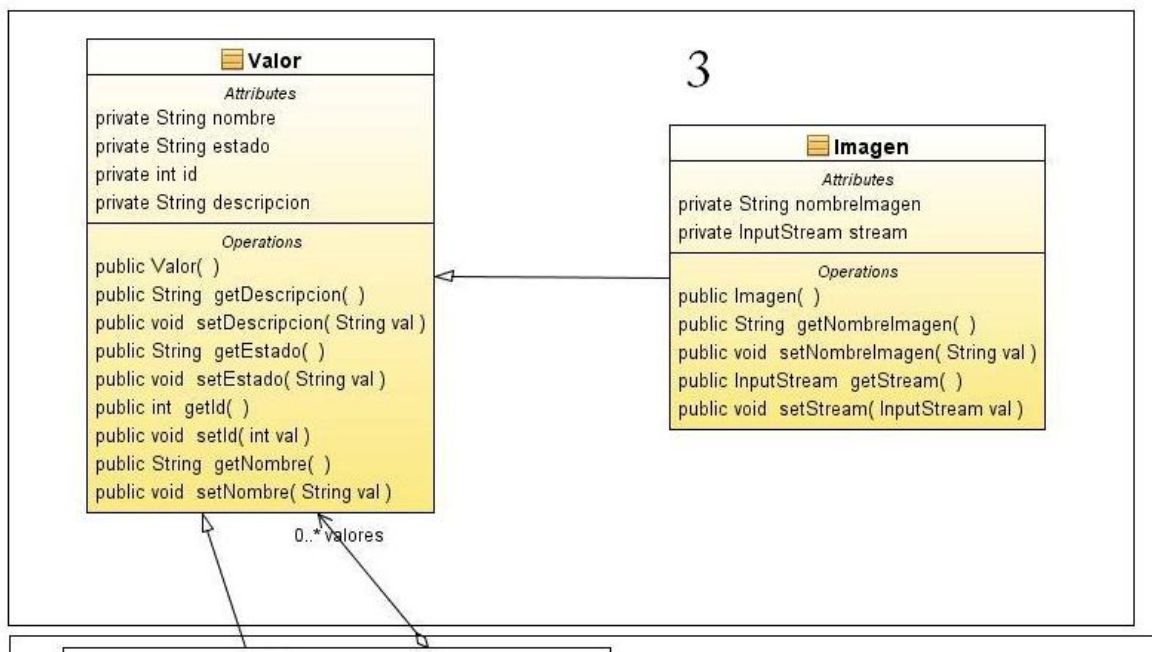 Valor
Attributes
private String nombre
private String estado
private int id
private String descripcion
Operations
public Valor( )
public String getDescripcion( )
public void setDescripcion( String val )
public String getEstado( )
public void setEstado( String val )
public int getId( )
public void setId( int val )
public String getNombre( )
public void setNombre( String val )
0..* valores
3
Imagen
Attributes
private String nombreImagen
private InputStream stream
Operations
public Imagen( )
public String getNombreImagen( )
public void setNombreImagen( String val )
public InputStream getStream( )
public void setStream( InputStream val )